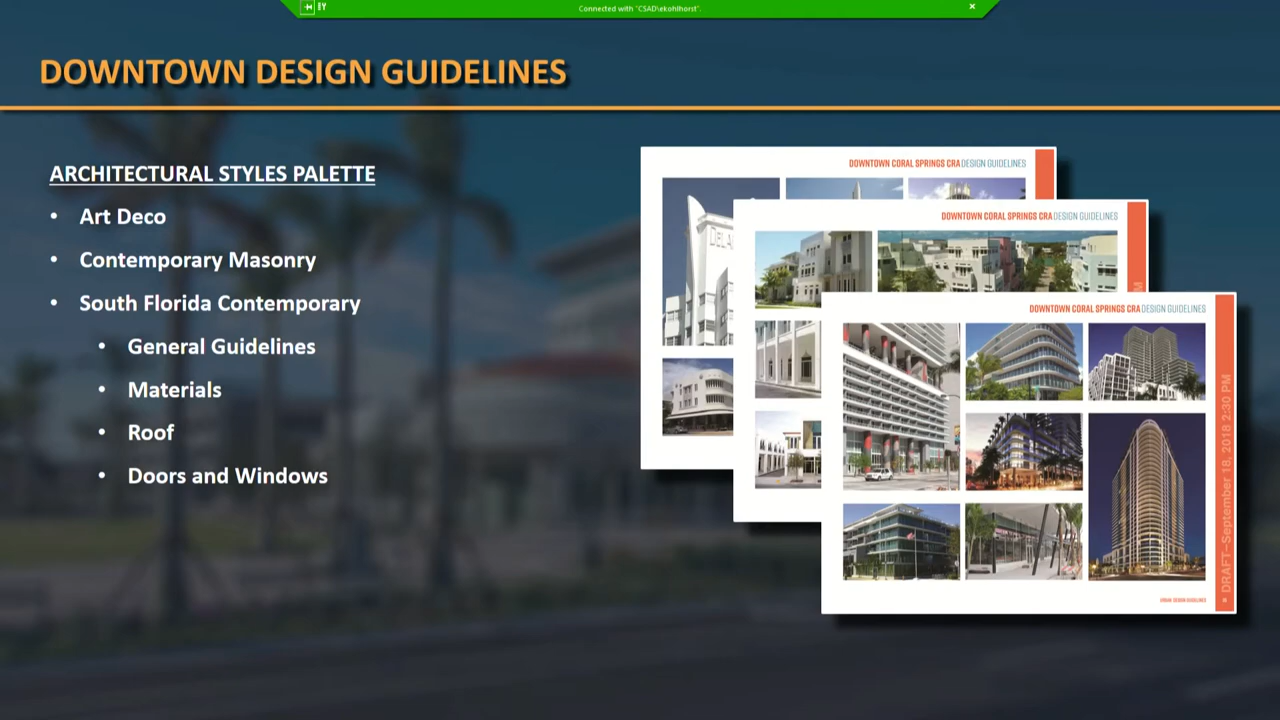 Connected with "CSAD\ekohlhorst".
DOWNTOWN DESIGN GUIDELINES
ARCHITECTURAL STYLES PALETTE
• Art Deco
• Contemporary Masonry
• South Florida Contemporary
• General Guidelines
• Materials
• Roof
• Doors and Windows
DOWNTOWN CORAL SPRINGS CRA DESIGN GUIDELINES
DOWNTOWN CORAL SPRINGS CRA DESIGN GUIDELINES
DOWNTOWN CORAL SPRINGS CRA DESIGN GUIDELINES
• DRAFT–September 18, 2018 2:30 PM